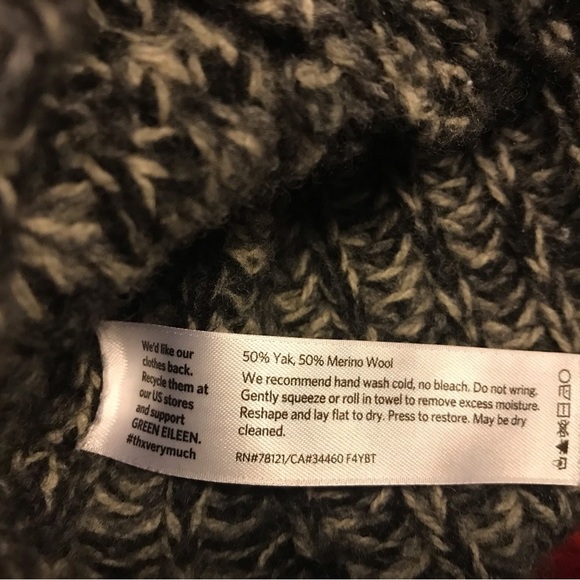 We'd like our
clothes back.
Recycle them at
our US stores
and support
GREEN EILEEN.
#thxverymuch
50% Yak, 50% Merino Wool
We recommend hand wash cold, no bleach. Do not wring.
Gently squeeze or roll in towel to remove excess moisture.
Reshape and lay flat to dry. Press to restore. May be dry
cleaned.
RN#78121/CA#34460 F4YBT